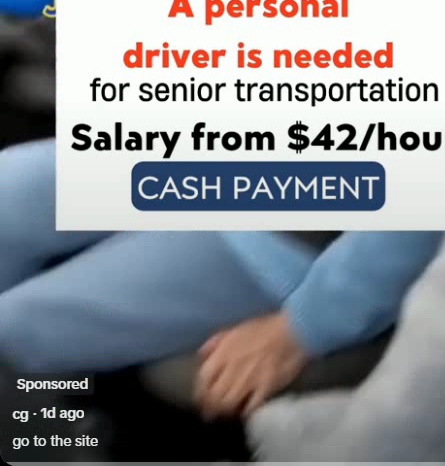 A personal
driver is needed
for senior transportation
Salary from $42/hou
CASH PAYMENT
Sponsored
cg · 1d ago
go to the site